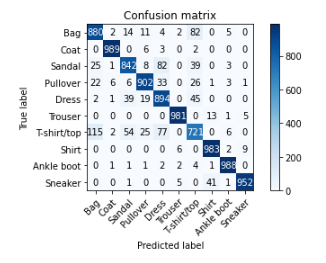 Confusion matrix
Bag 880 2 14 11 4 2 82 0 5 0
Coat 0 989 0 6 3 0 2 0 0 0
Sandal 25 1 842 8 82 0 39 0 3 0
Pullover 22 6 6 902 33 0 26 1 3 1
Dress 2 1 39 19 894 0 45 0 0 0
Trouser 0 0 0 0 0 981 0 13 1 5
T-shirt/top 115 2 54 25 77 0 721 0 6 0
Shirt 0 0 0 0 0 6 0 983 2 9
Ankle boot 0 1 1 1 2 2 4 1 988 0
Sneaker 0 0 1 0 0 5 0 41 1 952
True label
Bag Coat Sandal Pullover Dress Trouser T-shirt/top Shirt Ankle boot Sneaker
Predicted label
800
600
400
200
0